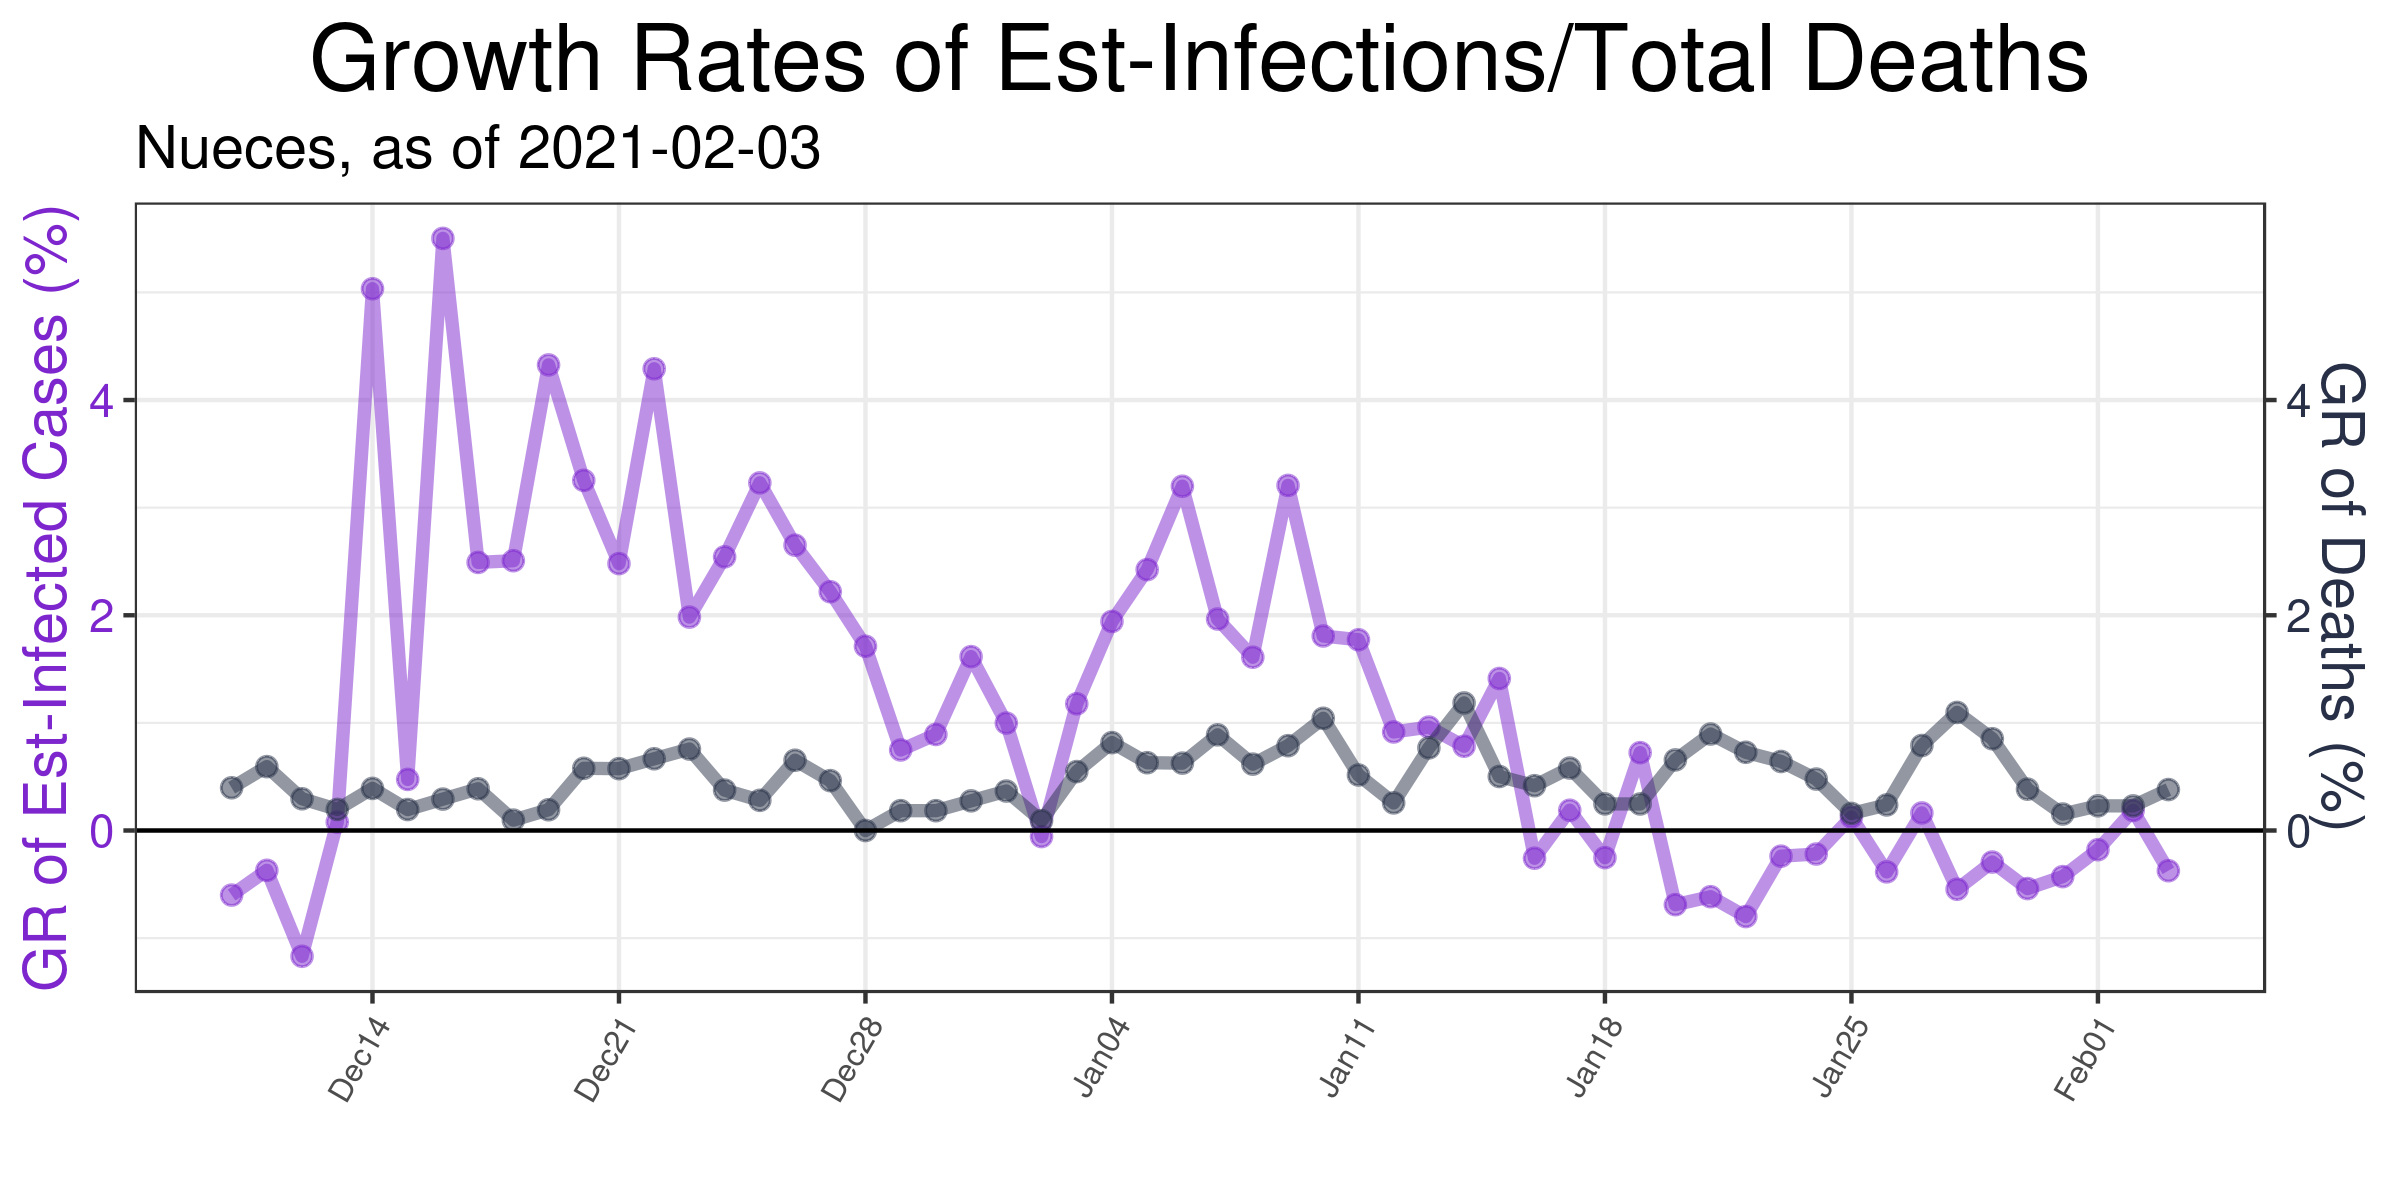 Growth Rates of Est-Infections/Total Deaths
Nueces, as of 2021-02-03
GR of Est-Infected Cases (%)
4
2
0
4
2
0
GR of Deaths (%)
Dec14
Dec21
Dec28
Jan04
Jan11
Jan18
Jan25
Feb01